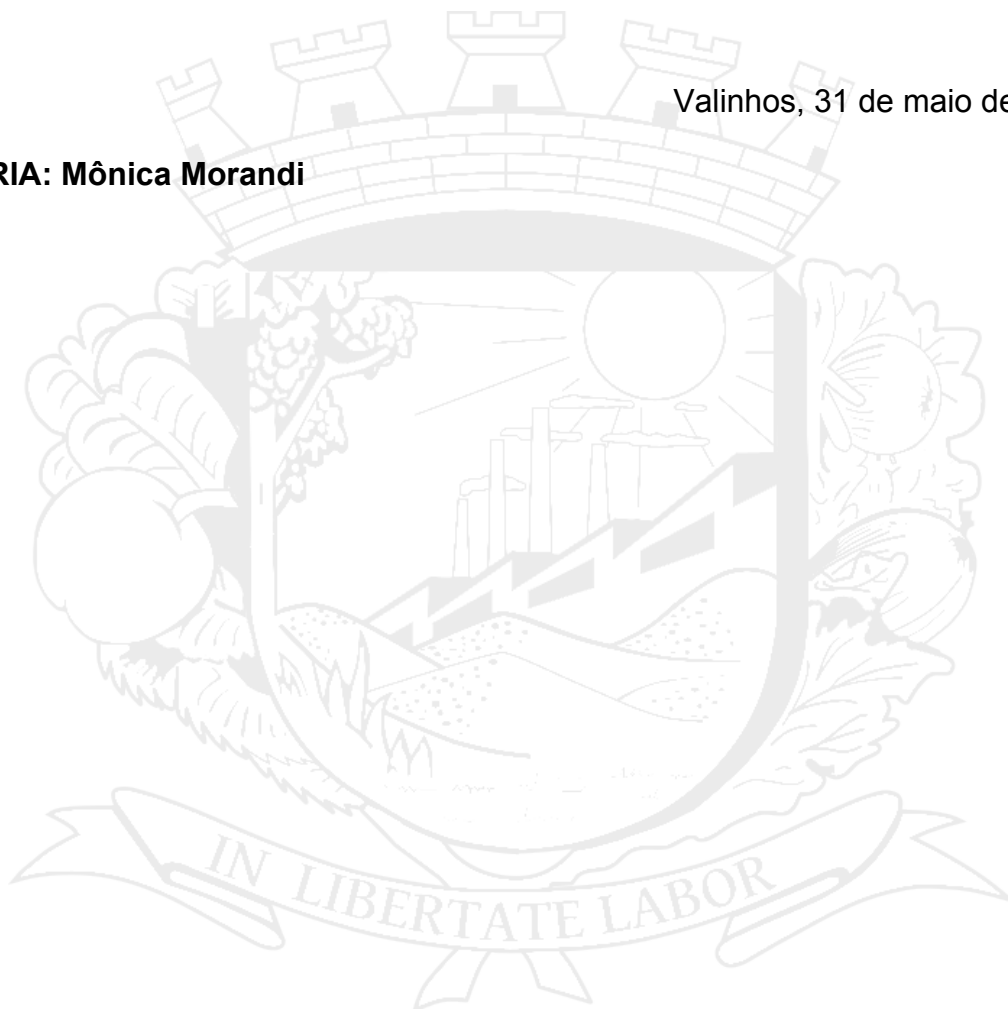 Valinhos, 31 de maio de
RIA: Mônica Morandi
IN LIBERTATE LABOR